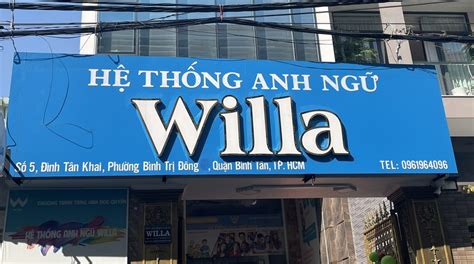 HỆ THỐNG ANH NGỮ
Willa
Số 5, Đinh Tân Khai, Phường Bình Trị Đông, Quận Bình Tân, TP. HCM
TEL: 0961964096
HỆ THỐNG ANH NGỮ WILLA
WILLA